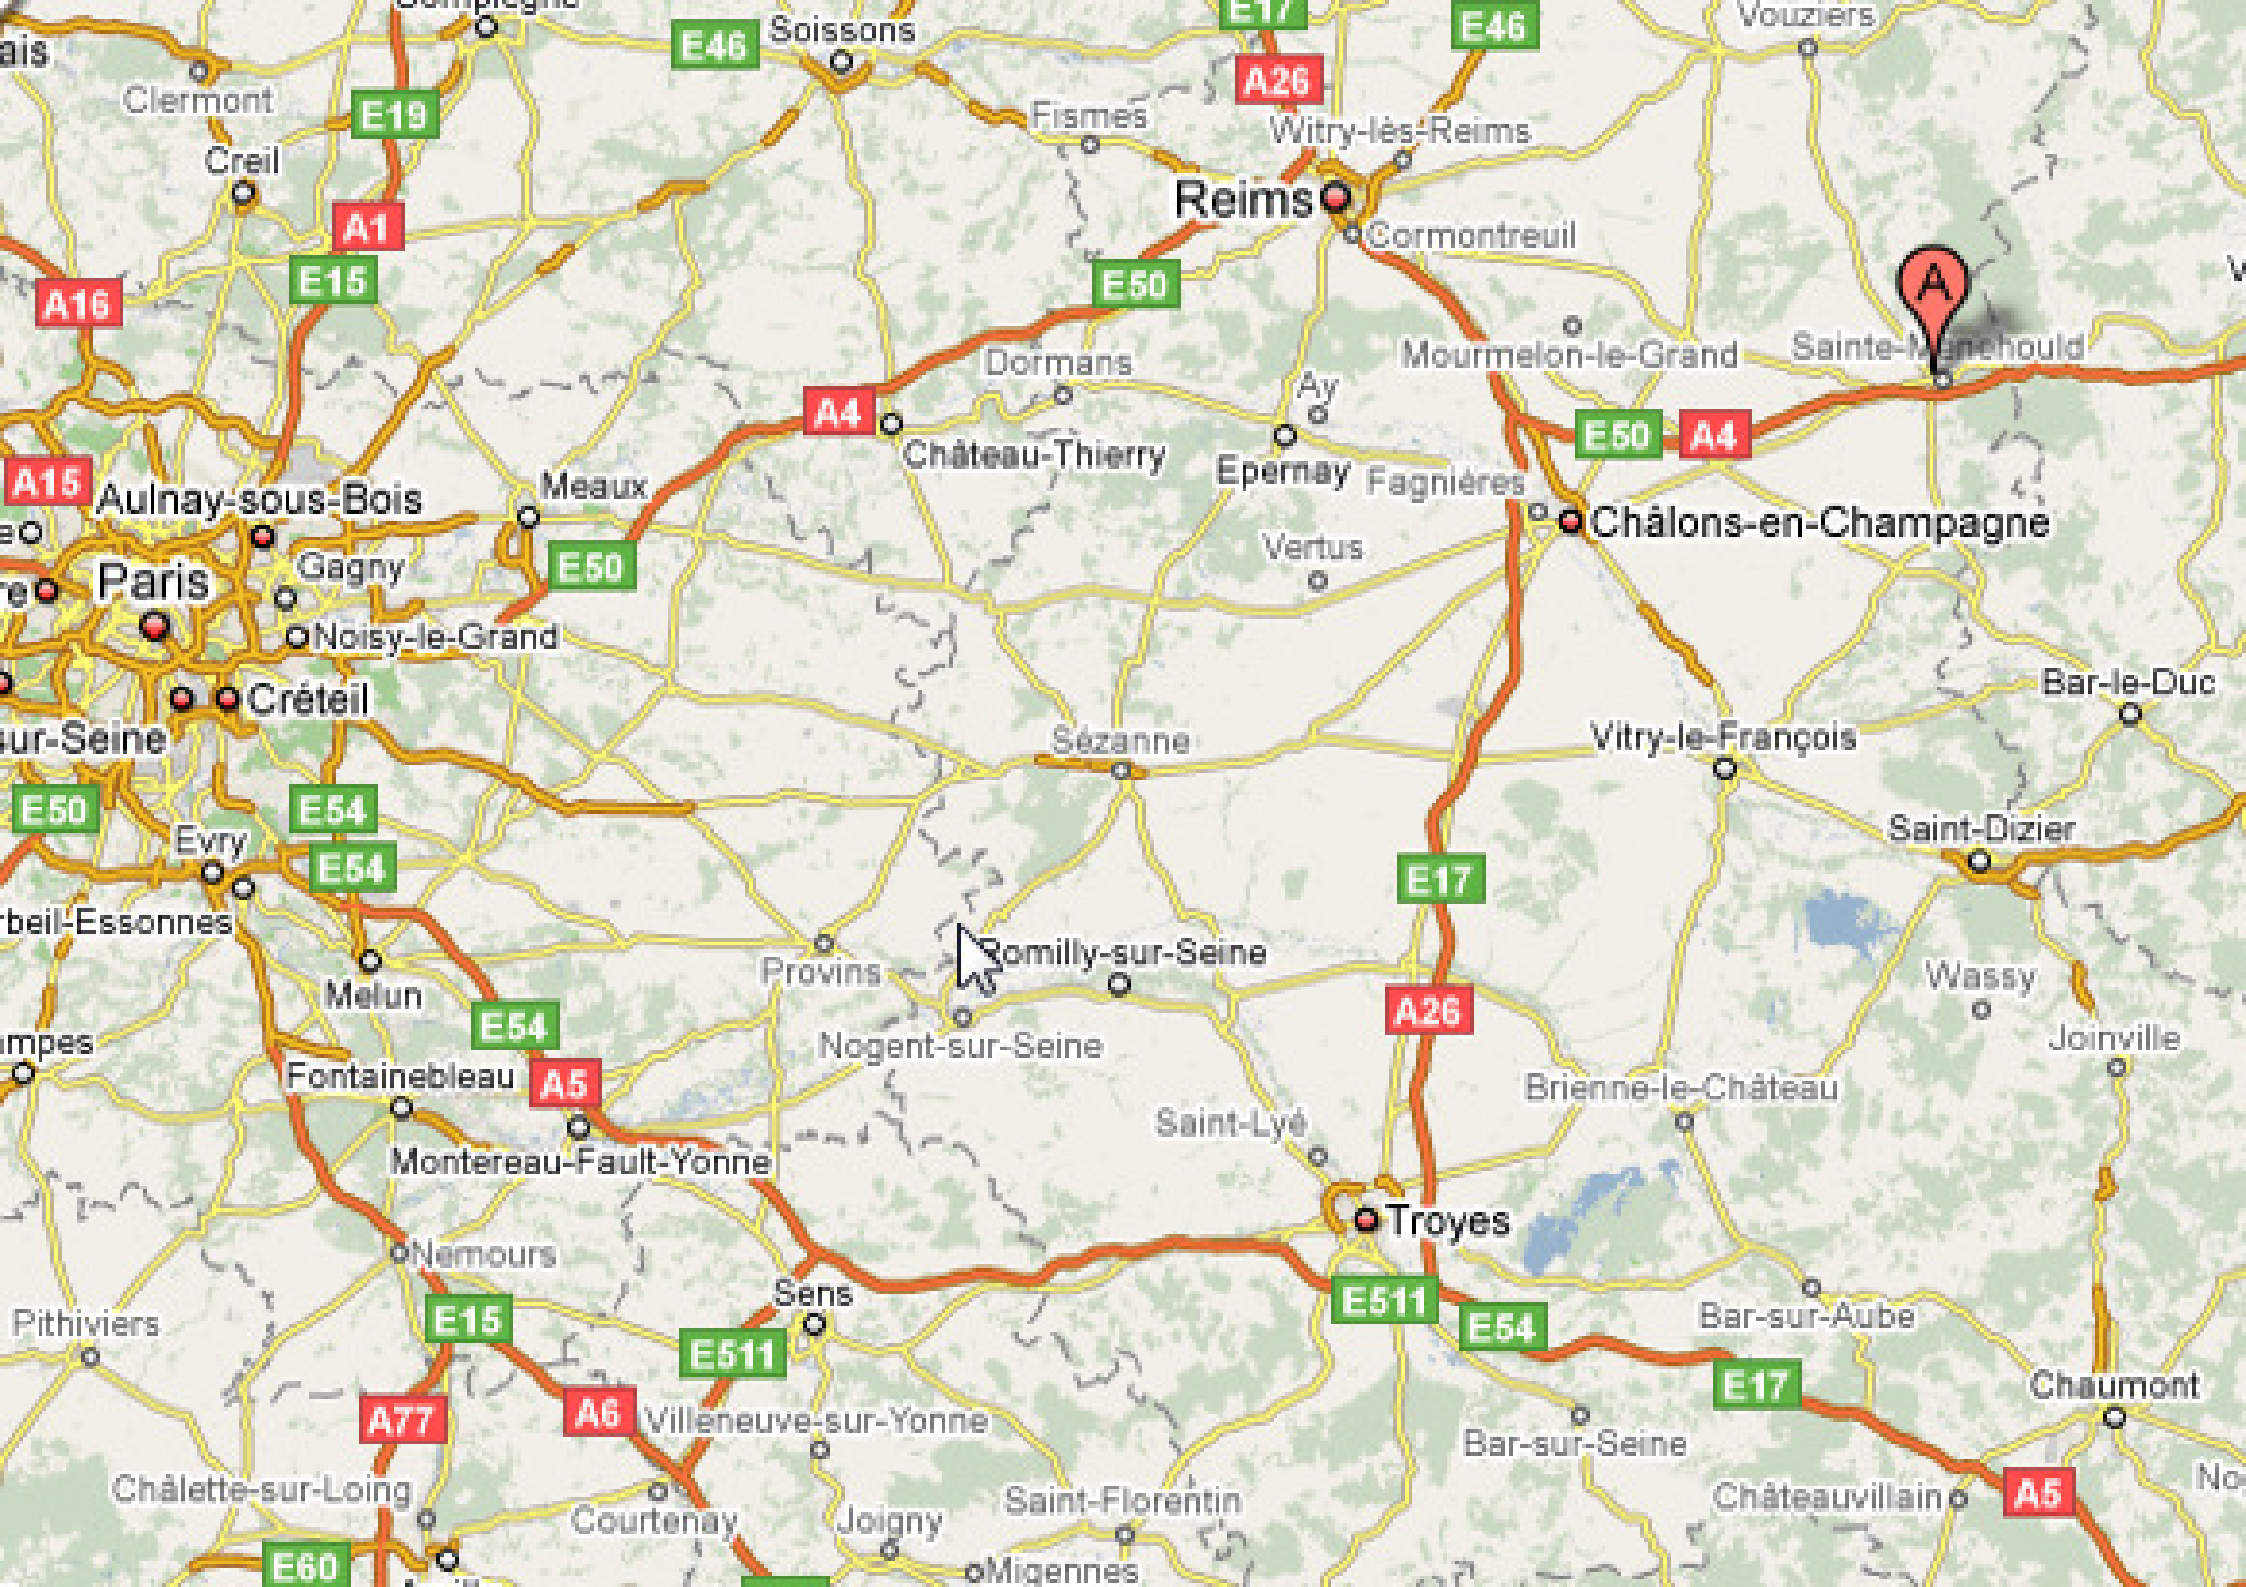 E17
E46
Vouziers
Soissons
E46
A26
Clermont
E19
Fismes
Witry-lès-Reims
Creil
Reims
A1
Cormontreuil
E15
E50
A16
A
Dormans
Mourmelon-le-Grand
Sainte-Menehould
Ay
A4
Château-Thierry
E50
A4
A15
Aulnay-sous-Bois
Meaux
Epernay
Fagnières
Châlons-en-Champagne
Gagny
E50
Vertus
Paris
Noisy-le-Grand
Créteil
Bar-le-Duc
sur-Seine
Sézanne
Vitry-le-François
E50
E54
Saint-Dizier
Evry
E54
E17
rbeil-Essonnes
Romilly-sur-Seine
Provins
Wassy
Melun
A26
E54
ampes
Nogent-sur-Seine
Joinville
Fontainebleau
A5
Brienne-le-Château
Saint-Lyé
Montereau-Fault-Yonne
Troyes
Nemours
Sens
E511
Pithiviers
E15
E54
Bar-sur-Aube
E511
E17
Chaumont
A77
A6
Villeneuve-sur-Yonne
Bar-sur-Seine
Châlette-sur-Loing
Saint-Florentin
Châteauvillain
A5
No
Courtenay
Joigny
E60
Migennes